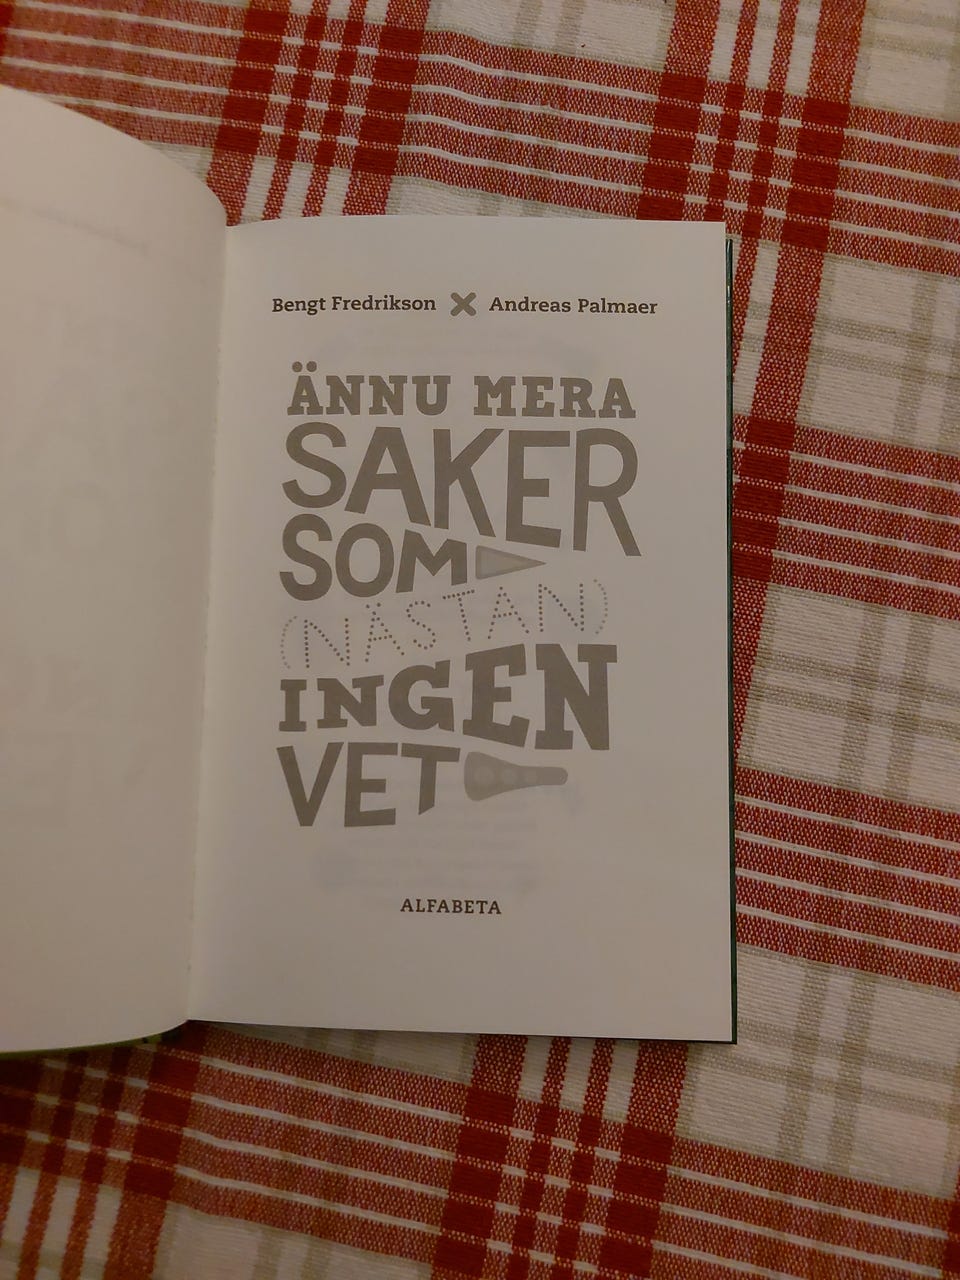 Bengt Fredrikson Andreas Palmaer
ÄNNU MERA
SAKER
SOM
(NÄSTAN)
INGEN
VET
ALFABETA